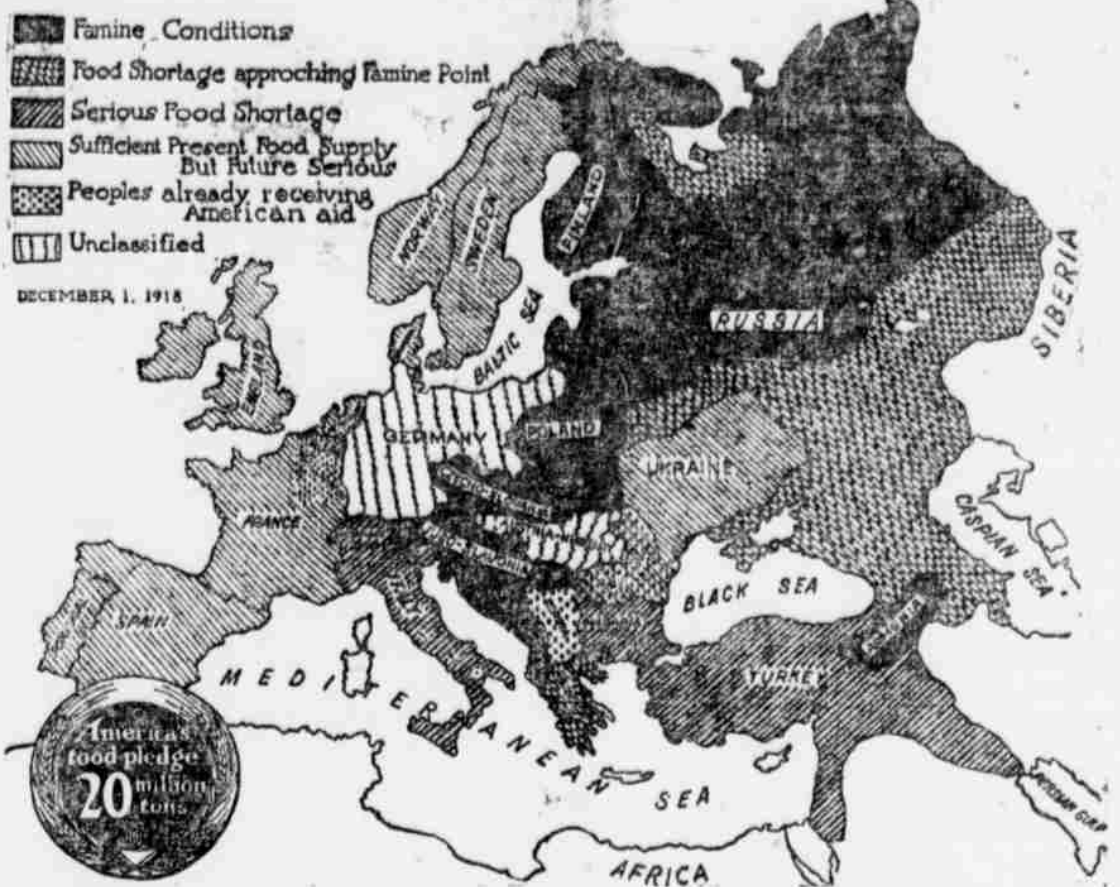 Famine Conditions
Food Shortage approching Famine Point
Serious Food Shortage
Sufficient Present Food Supply
But Future Serious
Peoples already receiving
American aid
Unclassified
DECEMBER 1, 1918
NORWAY
SWEDEN
FINLAND
BALTIC SEA
RUSSIA
SIBERIA
ENGLAND
GERMANY
POLAND
UKRAINE
FRANCE
CASPIAN
SEA
ITALY
BLACK SEA
SPAIN
TURKEY
MEDITERRANEAN SEA
AFRICA
America's
food pledge
20 million
tons